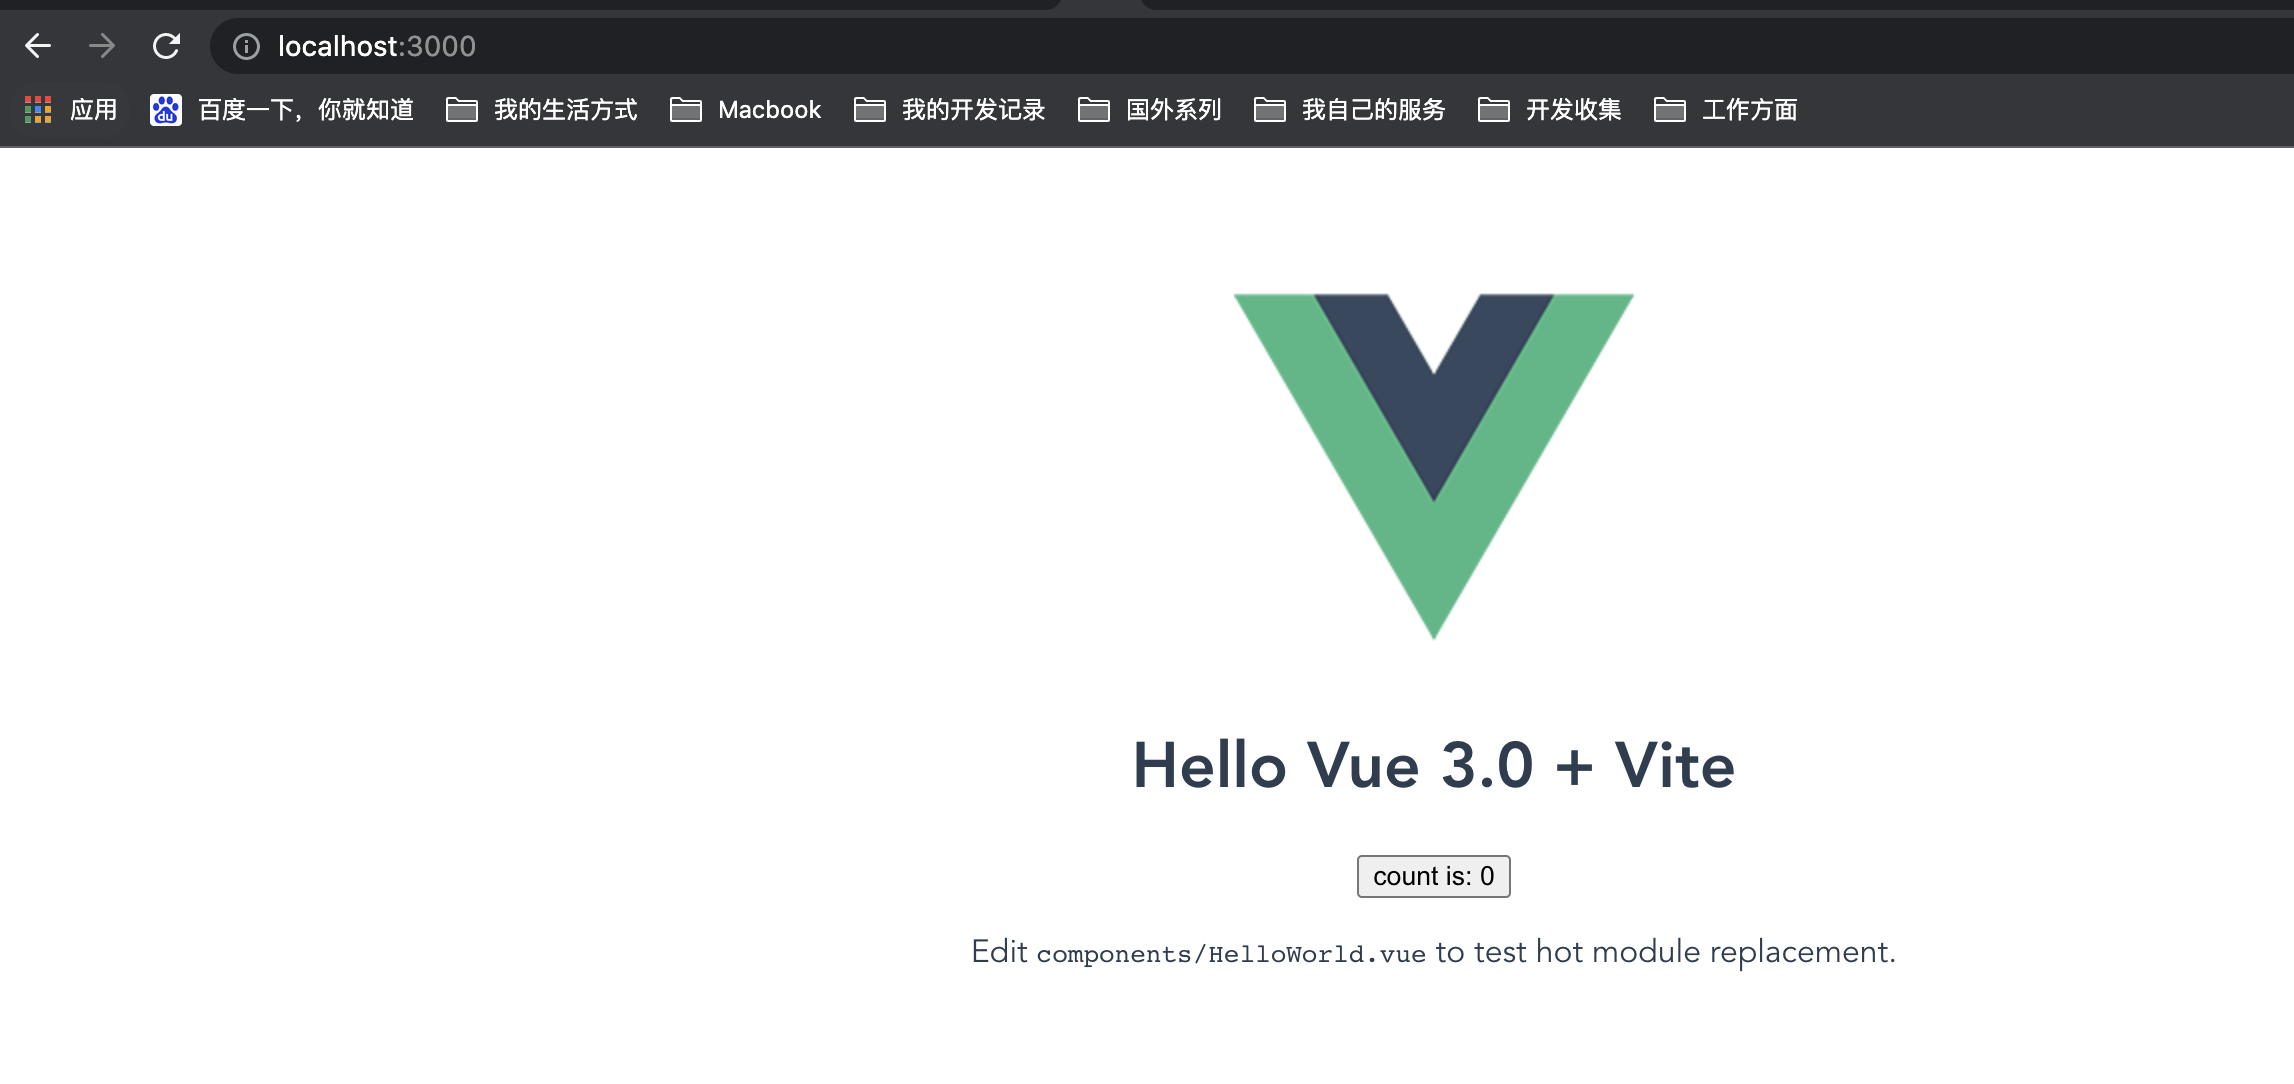 localhost:3000
应用 百度一下，你就知道 我的生活方式 Macbook 我的开发记录 国外系列 我自己的服务 开发收集 工作方面
Hello Vue 3.0 + Vite
count is: 0
Edit components/HelloWorld.vue to test hot module replacement.